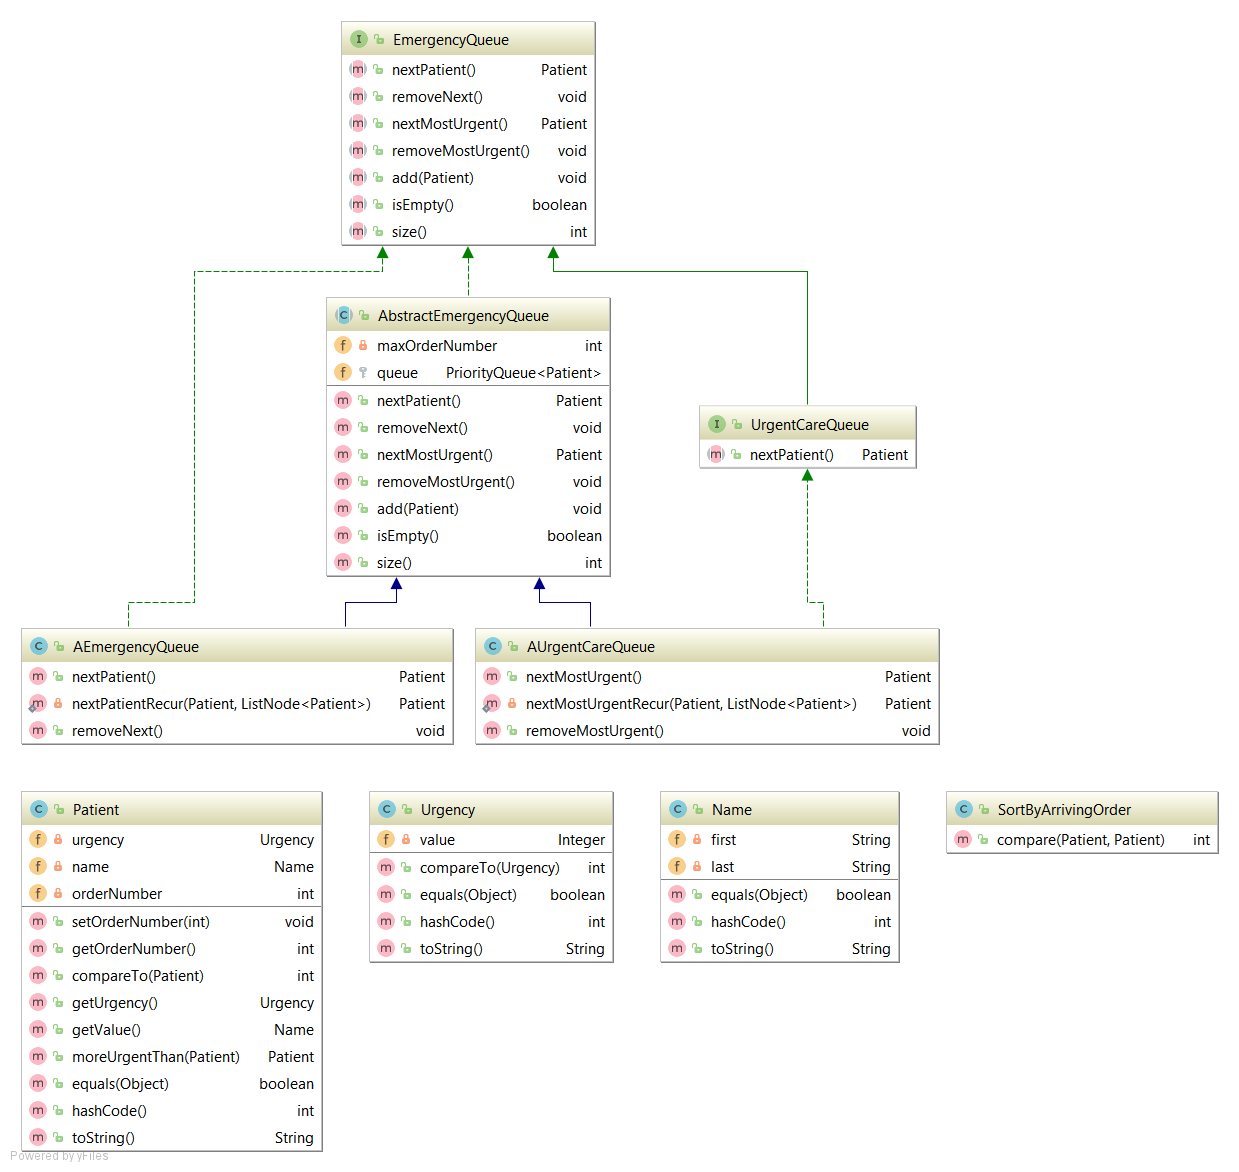 EmergencyQueue
nextPatient() Patient
removeNext() void
nextMostUrgent() Patient
removeMostUrgent() void
add(Patient) void
isEmpty() boolean
size() int
AbstractEmergencyQueue
maxOrderNumber int
queue PriorityQueue<Patient>
nextPatient() Patient
removeNext() void
nextMostUrgent() Patient
removeMostUrgent() void
add(Patient) void
isEmpty() boolean
size() int
UrgentCareQueue
nextPatient() Patient
AEmergencyQueue
nextPatient() Patient
nextPatientRecur(Patient, ListNode<Patient>) Patient
removeNext() void
AUrgentCareQueue
nextMostUrgent() Patient
nextMostUrgentRecur(Patient, ListNode<Patient>) Patient
removeMostUrgent() void
Patient
urgency Urgency
name Name
orderNumber int
setOrderNumber(int) void
getOrderNumber() int
compareTo(Patient) int
getUrgency() Urgency
getValue() Name
moreUrgentThan(Patient) Patient
equals(Object) boolean
hashCode() int
toString() String
Urgency
value Integer
compareTo(Urgency) int
equals(Object) boolean
hashCode() int
toString() String
Name
first String
last String
equals(Object) boolean
hashCode() int
toString() String
SortByArrivingOrder
compare(Patient, Patient) int
Powered by yFiles